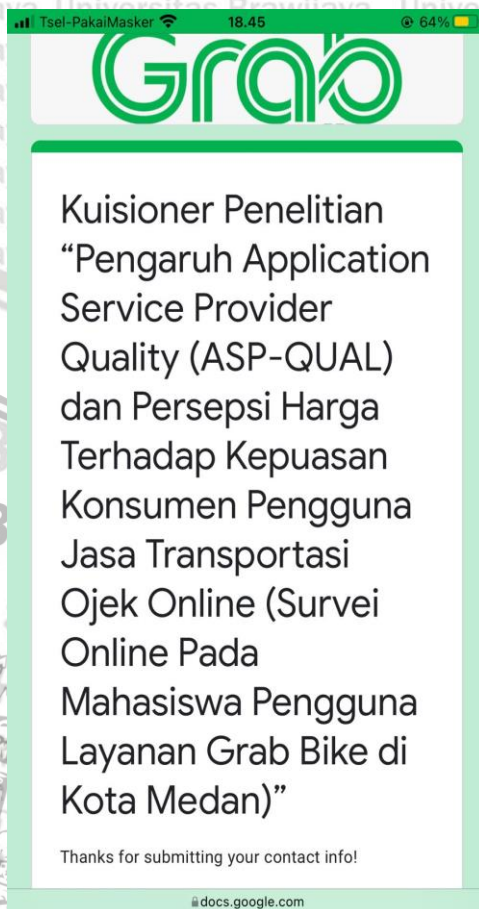 Tsel-PakaiMasker 18.45 64%
Grab
Kuisioner Penelitian
“Pengaruh Application
Service Provider
Quality (ASP-QUAL)
dan Persepsi Harga
Terhadap Kepuasan
Konsumen Pengguna
Jasa Transportasi
Ojek Online (Survei
Online Pada
Mahasiswa Pengguna
Layanan Grab Bike di
Kota Medan)”
Thanks for submitting your contact info!
docs.google.com